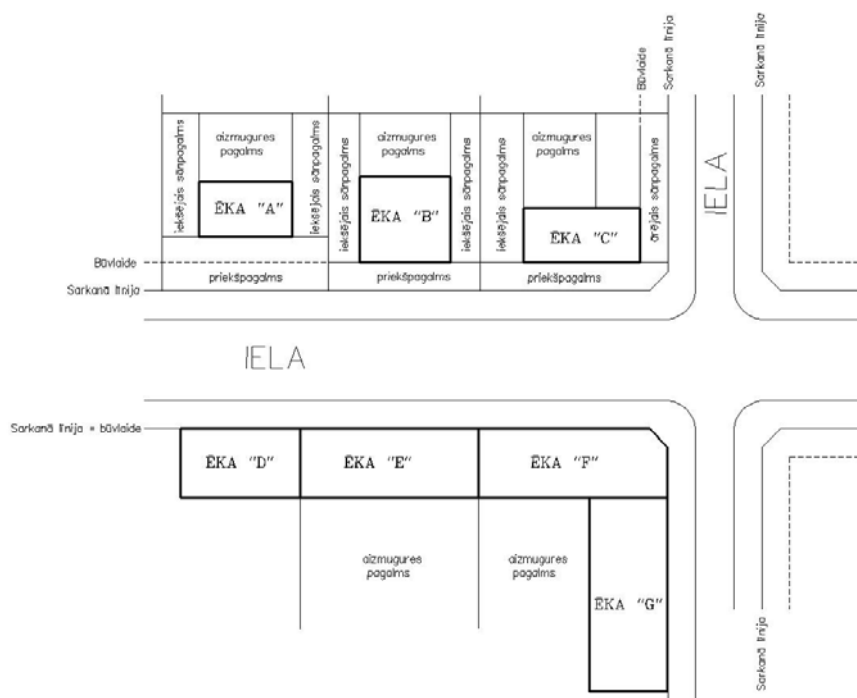 Būvlaide
Sarkanā līnija
Sarkanā līnija
iekšējais sānpagalms
aizmugures
pagalms
iekšējais sānpagalms
iekšējais sānpagalms
aizmugures
pagalms
iekšējais sānpagalms
iekšējais sānpagalms
aizmugures
pagalms
ārējais sānpagalms
IELA
ĒKA "A"
ĒKA "B"
ĒKA "C"
Būvlaide
priekšpagalms
priekšpagalms
priekšpagalms
Sarkanā līnija
IELA
Sarkanā līnija = būvlaide
ĒKA "D"
ĒKA "E"
ĒKA "F"
aizmugures
pagalms
aizmugures
pagalms
ĒKA "G"
Sarkanā līnija